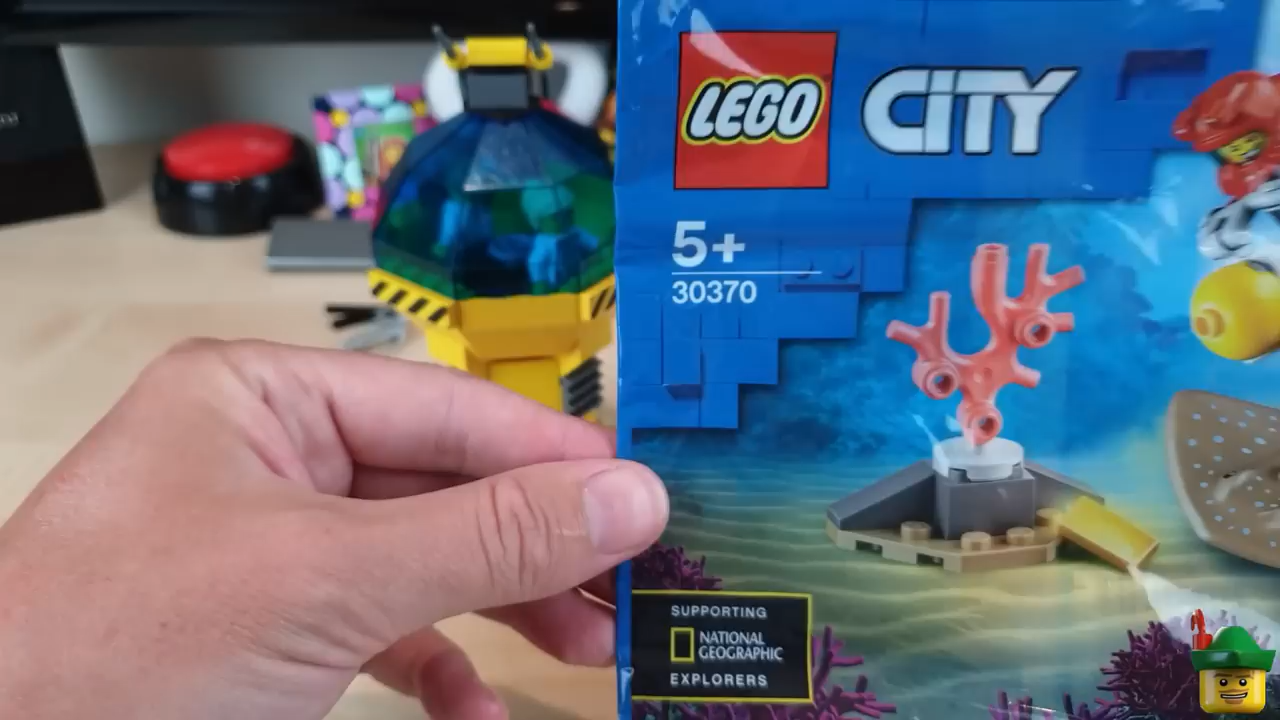 LEGO CITY
5+
30370
SUPPORTING
NATIONAL
GEOGRAPHIC
EXPLORERS